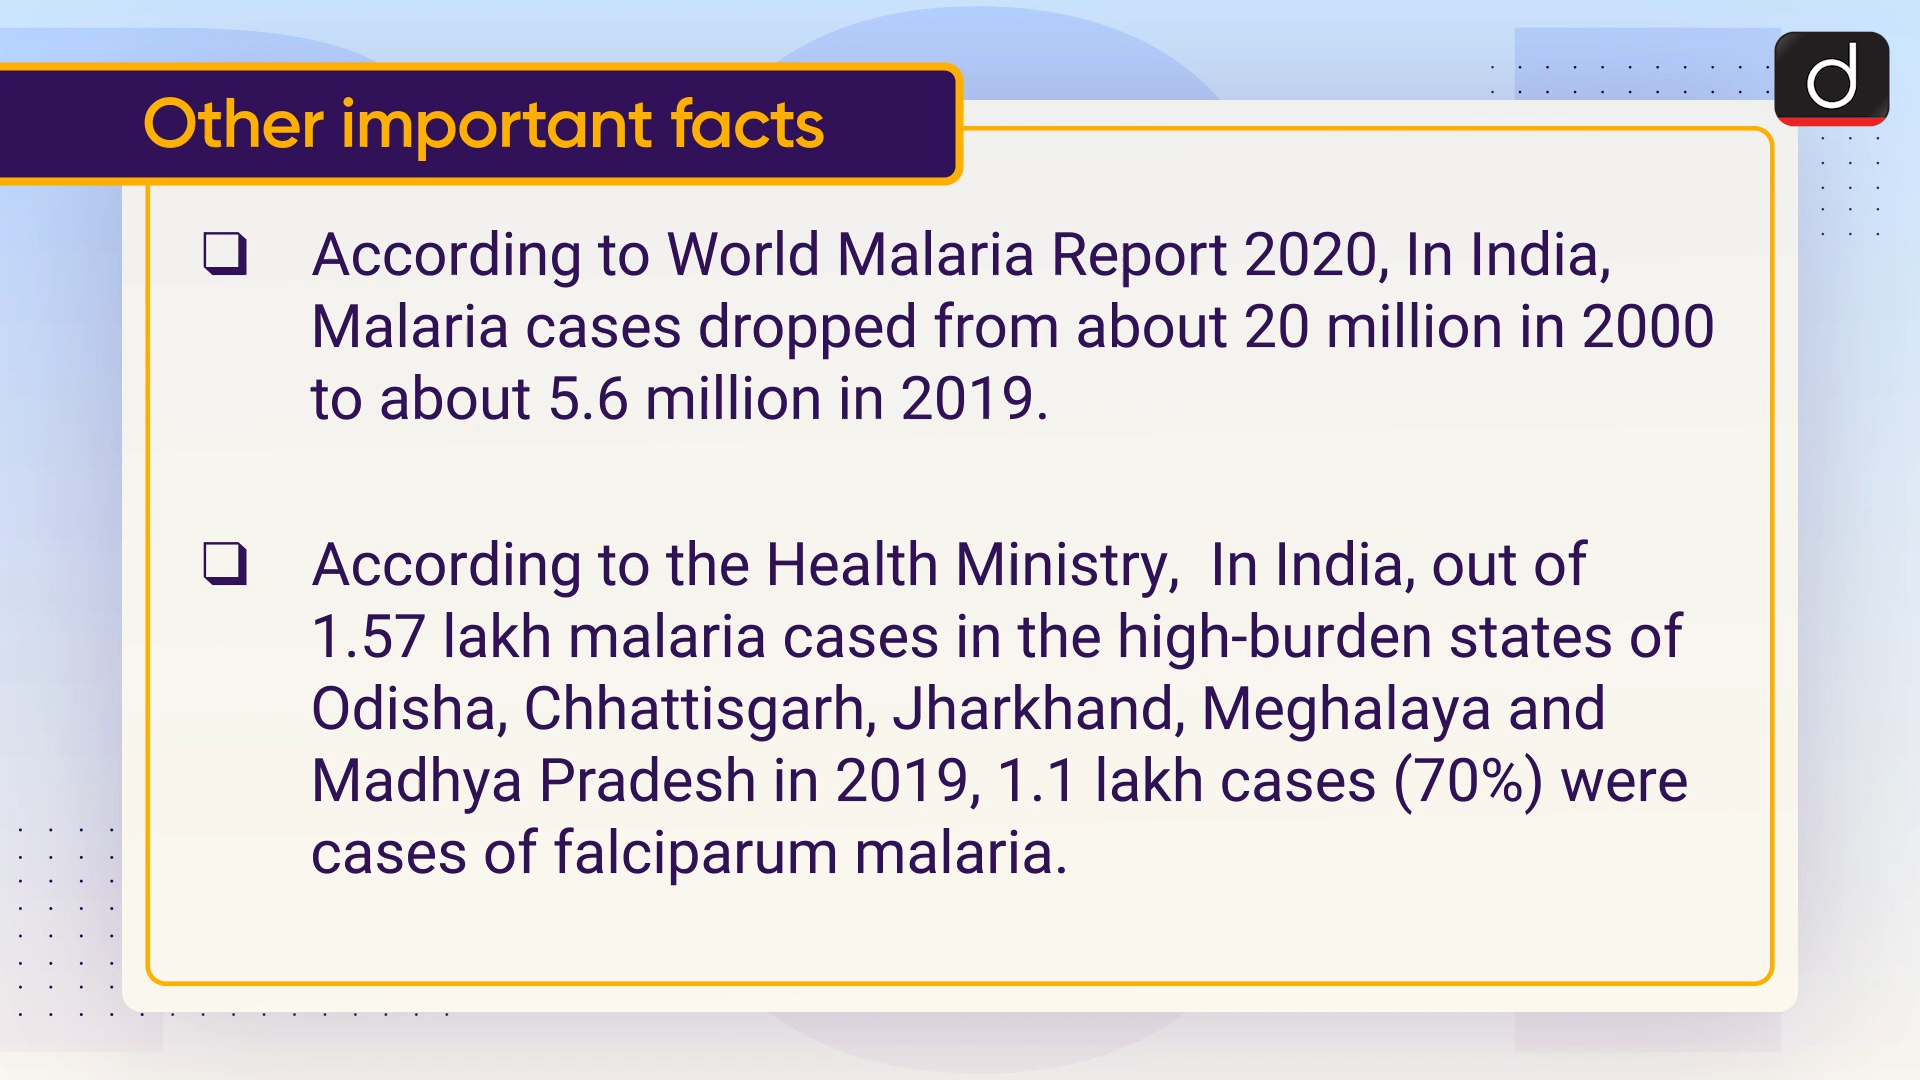 Other important facts
d
❑ According to World Malaria Report 2020, In India,
Malaria cases dropped from about 20 million in 2000
to about 5.6 million in 2019.
❑ According to the Health Ministry,  In India, out of
1.57 lakh malaria cases in the high-burden states of
Odisha, Chhattisgarh, Jharkhand, Meghalaya and
Madhya Pradesh in 2019, 1.1 lakh cases (70%) were
cases of falciparum malaria.